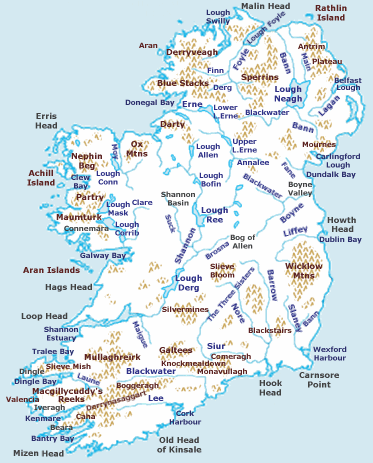 Malin Head
Lough
Swilly
Lough Foyle
Rathlin
Island
Aran
Derryveagh
Foyle
Bann
Main
Antrim
Plateau
Finn
Sperrins
Blue Stacks
Derg
Lough
Neagh
Belfast
Lough
Donegal Bay
Erne
Lower
L.Erne
Blackwater
Lagan
Erris
Head
Darty
Bann
Ox
Mtns
Moy
Lough
Allen
Upper
L.Erne
Mournes
Nephin
Beg
Annalee
Fane
Carlingford
Lough
Dundalk Bay
Achill
Island
Clew
Bay
Lough
Conn
Lough
Bofin
Blackwater
Boyne
Valley
Partry
Lough
Mask
Clare
Shannon
Basin
Maumturk
Connemara
Lough
Corrib
Suck
Lough
Ree
Boyne
Howth
Head
Liffey
Dublin Bay
Galway Bay
Shannon
Brosna
Bog of
Allen
Aran Islands
Hags Head
Lough
Derg
Slieve
Bloom
The Three Sisters
Barrow
Wicklow
Mtns
Loop Head
Silvermines
Nore
Slaney
Bann
Shannon
Estuary
Maigue
Blackstairs
Tralee Bay
Mullaghreirk
Galtees
Siur
Comeragh
Wexford
Harbour
Dingle
Slieve Mish
Knockmealdown
Monavullagh
Dingle Bay
Laune
Blackwater
Carnsore
Point
Valencia
Macgillycuddy's
Reeks
Boggeragh
Hook
Head
Iveragh
Derrynasaggart
Lee
Kenmare
Caha
Cork
Harbour
Beara
Bantry Bay
Old Head
of Kinsale
Mizen Head